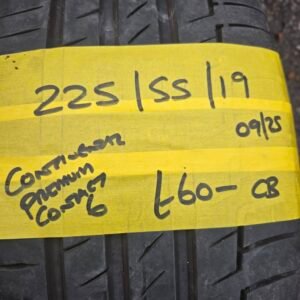 225/55/19
09/25
CONTINENTAL
PREMIUM
CONTACT
6
£60- CB